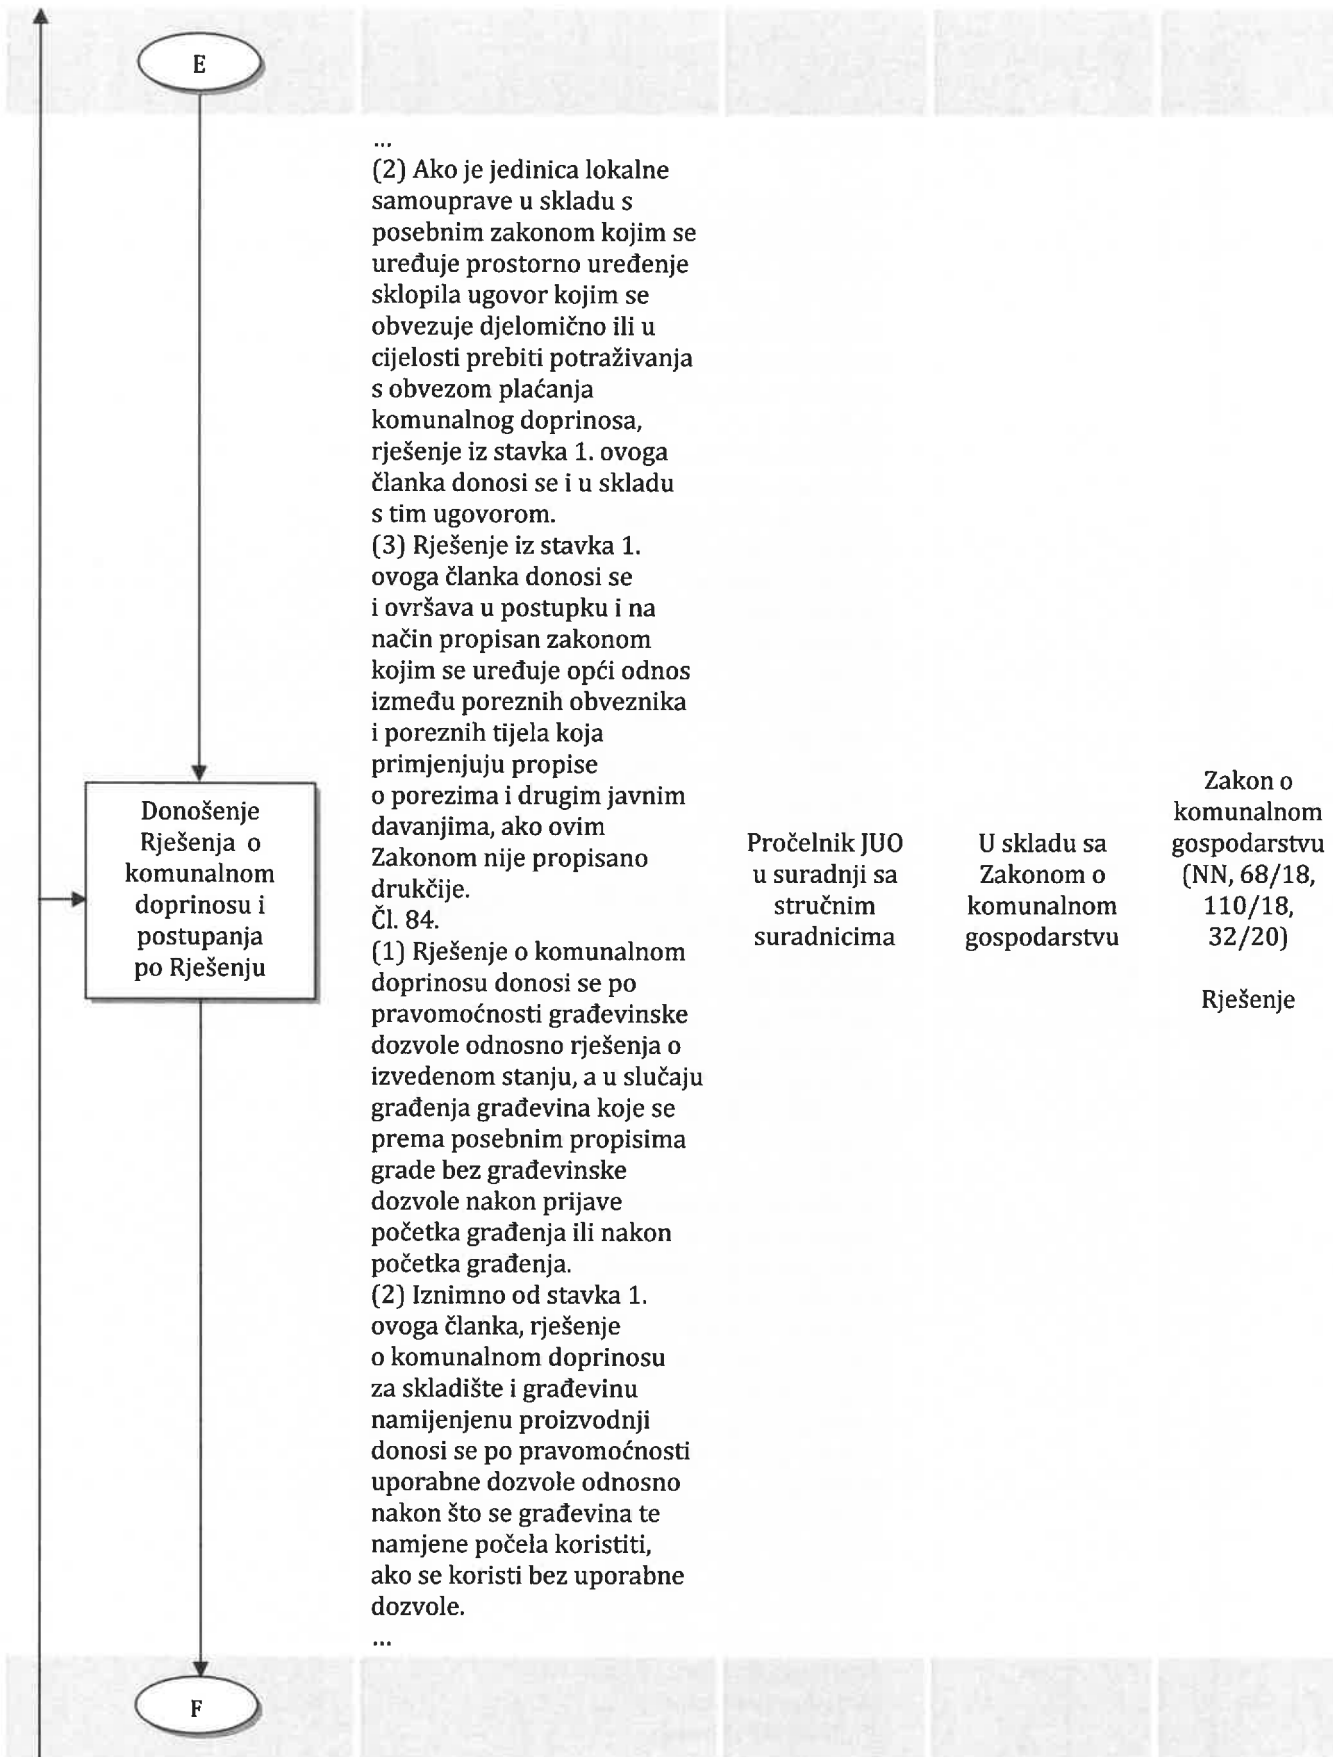 E
Donošenje
Rješenja o
komunalnom
doprinosu i
postupanja
po Rješenju
...
(2) Ako je jedinica lokalne
samouprave u skladu s
posebnim zakonom kojim se
uređuje prostorno uređenje
sklopila ugovor kojim se
obvezuje djelomično ili u
cijelosti prebiti potraživanja
s obvezom plaćanja
komunalnog doprinosa,
rješenje iz stavka 1. ovoga
članka donosi se i u skladu
s tim ugovorom.
(3) Rješenje iz stavka 1.
ovoga članka donosi se
i ovršava u postupku i na
način propisan zakonom
kojim se uređuje opći odnos
između poreznih obveznika
i poreznih tijela koja
primjenjuju propise
o porezima i drugim javnim
davanjima, ako ovim
Zakonom nije propisano
drukčije.
Čl. 84.
(1) Rješenje o komunalnom
doprinosu donosi se po
pravomoćnosti građevinske
dozvole odnosno rješenja o
izvedenom stanju, a u slučaju
građenja građevina koje se
prema posebnim propisima
grade bez građevinske
dozvole nakon prijave
početka građenja ili nakon
početka građenja.
(2) Iznimno od stavka 1.
ovoga članka, rješenje
o komunalnom doprinosu
za skladište i građevinu
namijenjenu proizvodnji
donosi se po pravomoćnosti
uporabne dozvole odnosno
nakon što se građevina te
namjene počela koristiti,
ako se koristi bez uporabne
dozvole.
...
Pročelnik JUO
u suradnji sa
stručnim
suradnicima
U skladu sa
Zakonom o
komunalnom
gospodarstvu
Zakon o
komunalnom
gospodarstvu
(NN, 68/18,
110/18,
32/20)
Rješenje
F